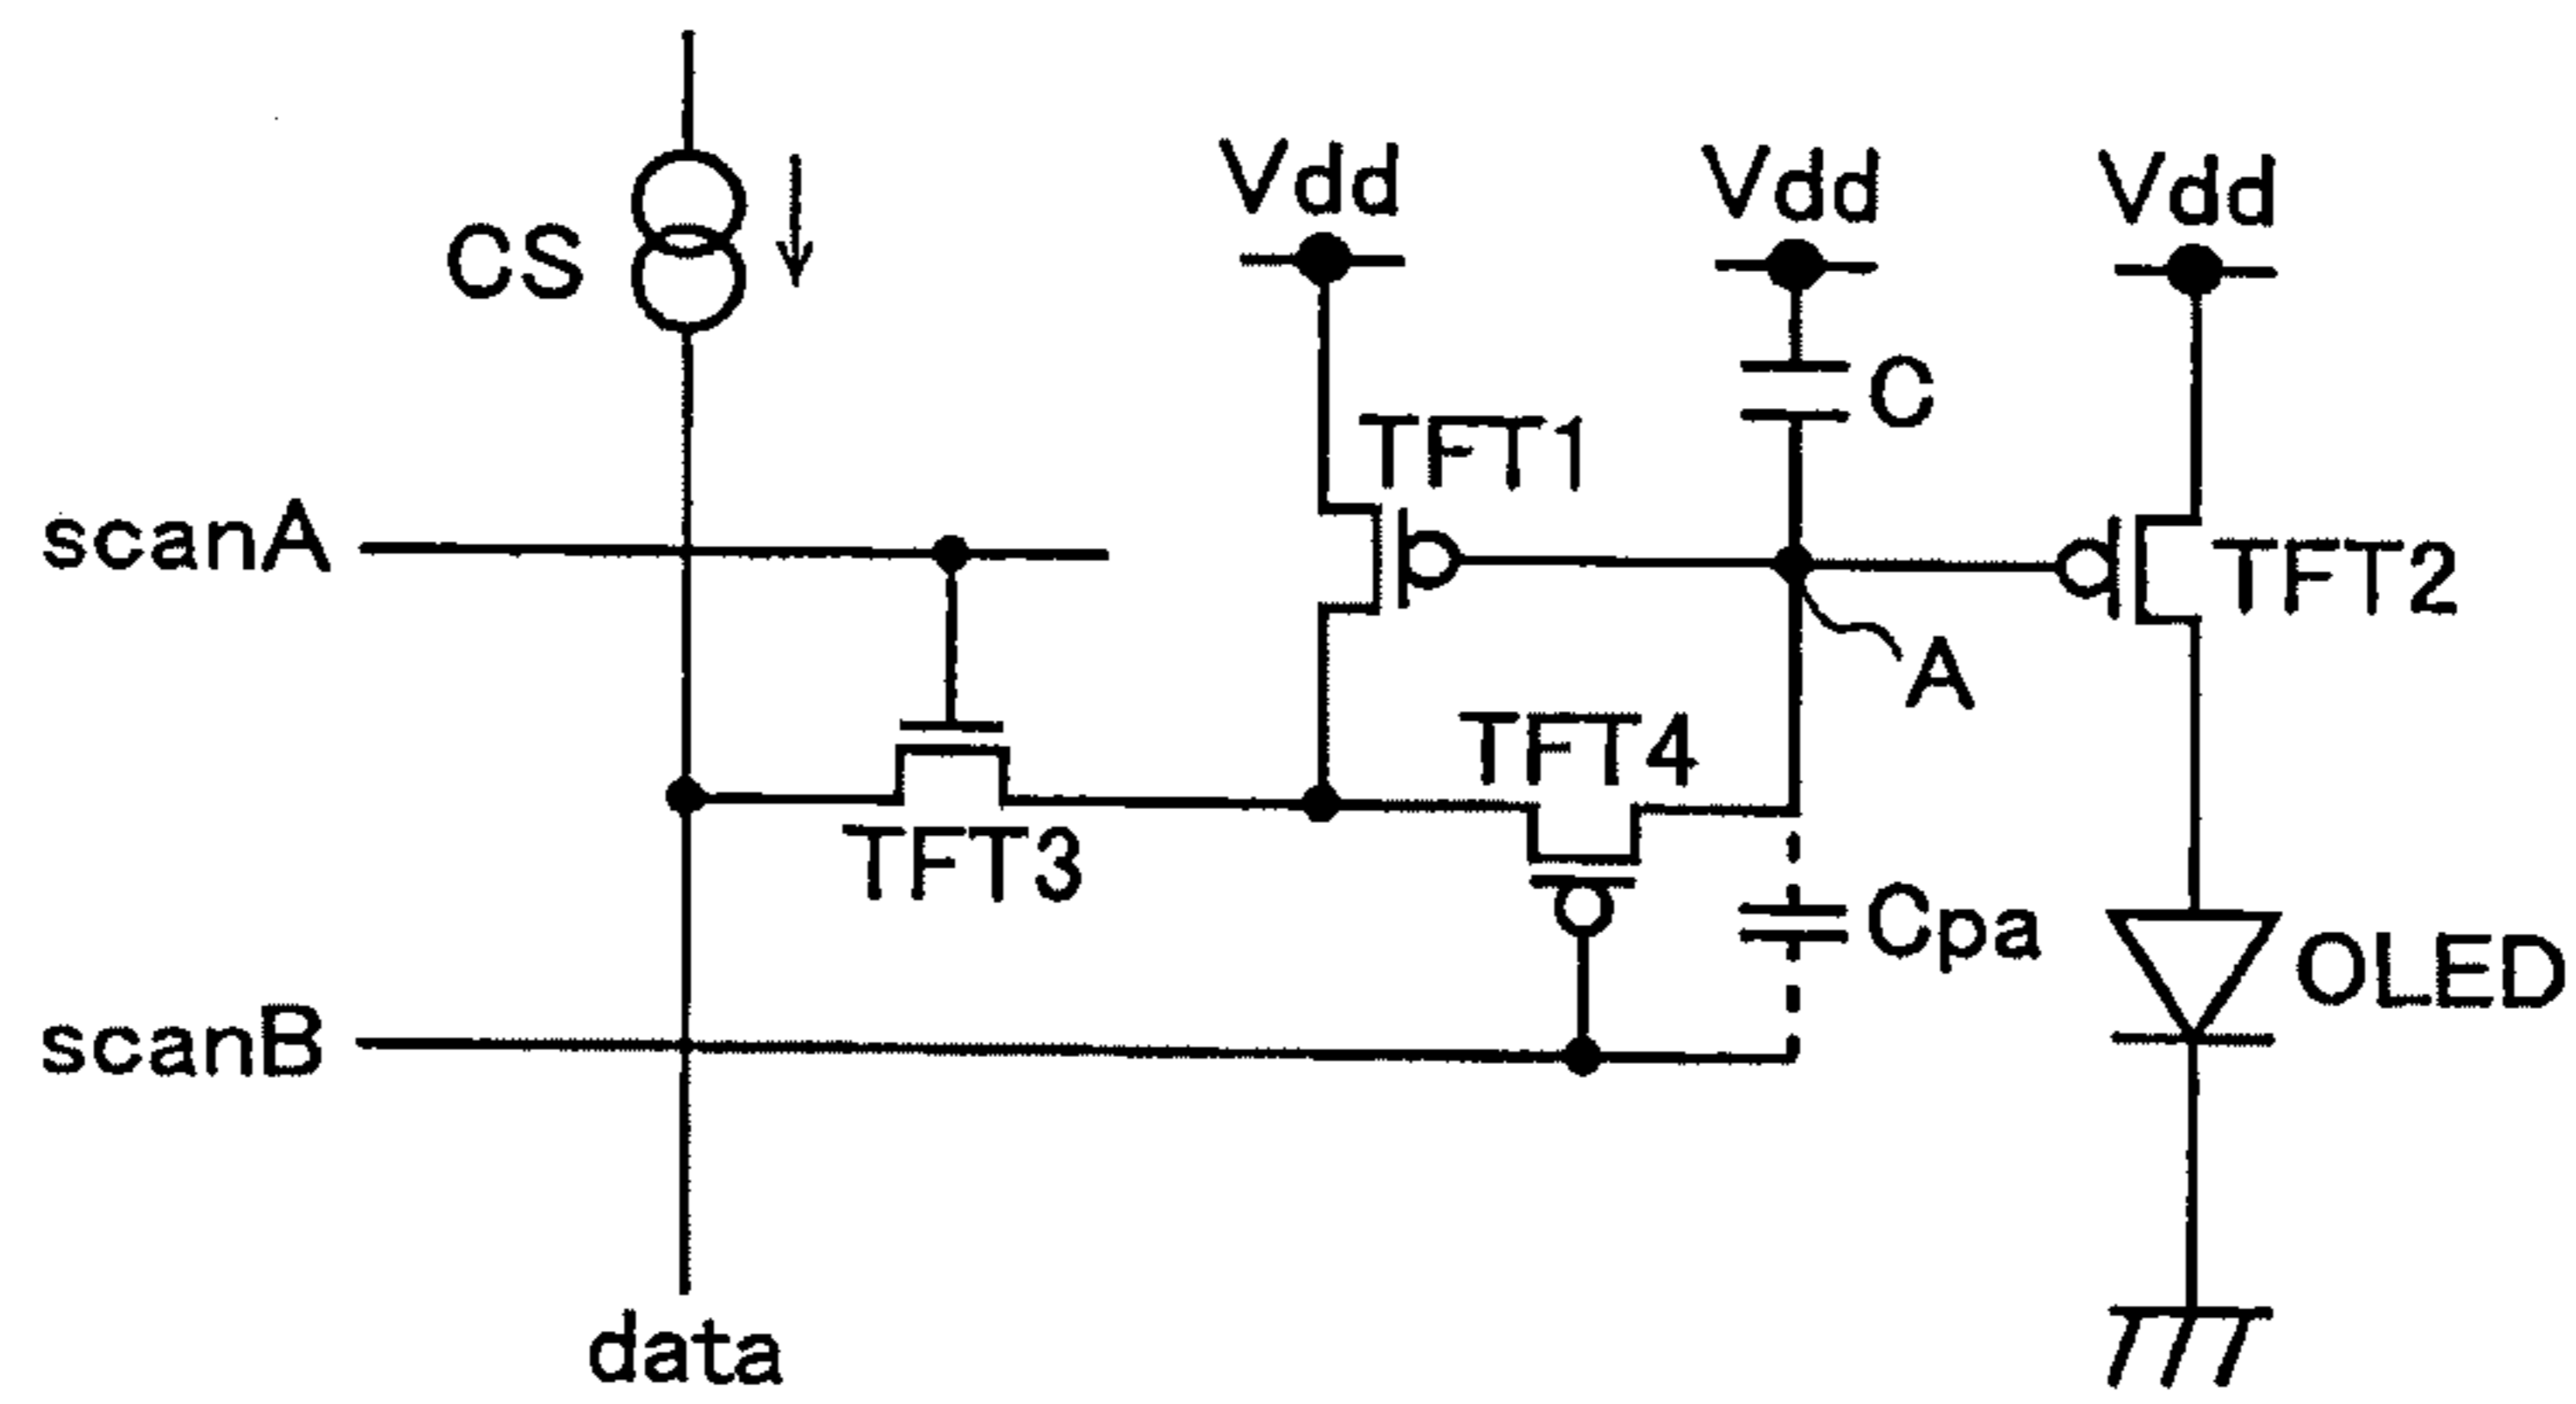 Vdd
Vdd
Vdd
CS
C
TFT1
scanA
TFT2
A
TFT4
TFT3
Cpa
OLED
scanB
data